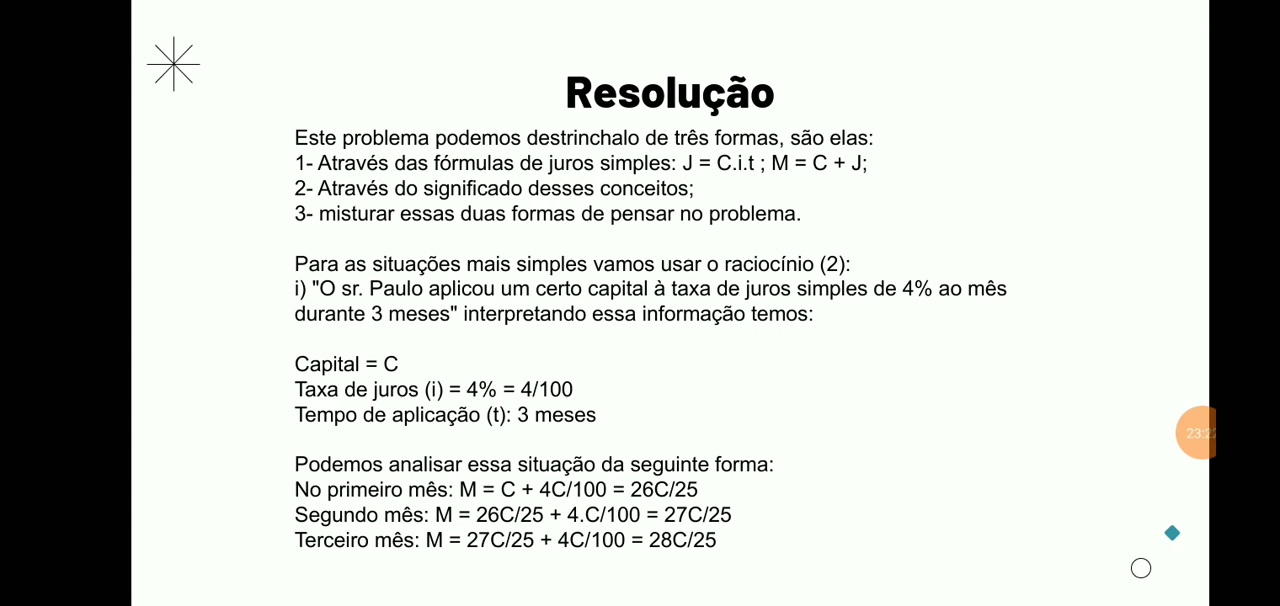 Resolução
Este problema podemos destrinchalo de três formas, são elas:
1- Através das fórmulas de juros simples: J = C.i.t ; M = C + J;
2- Através do significado desses conceitos;
3- misturar essas duas formas de pensar no problema.
Para as situações mais simples vamos usar o raciocínio (2):
i) "O sr. Paulo aplicou um certo capital à taxa de juros simples de 4% ao mês
durante 3 meses" interpretando essa informação temos:
Capital = C
Taxa de juros (i) = 4% = 4/100
Tempo de aplicação (t): 3 meses
Podemos analisar essa situação da seguinte forma:
No primeiro mês: M = C + 4C/100 = 26C/25
Segundo mês: M = 26C/25 + 4.C/100 = 27C/25
Terceiro mês: M = 27C/25 + 4C/100 = 28C/25